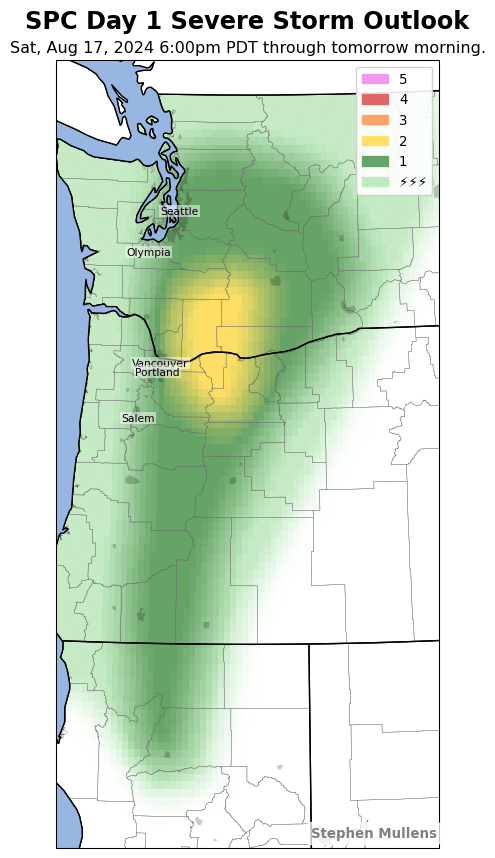 SPC Day 1 Severe Storm Outlook
Sat, Aug 17, 2024 6:00pm PDT through tomorrow morning.
5
4
3
2
1
⚡⚡⚡
Seattle
Olympia
Vancouver
Portland
Salem
Stephen Mullens